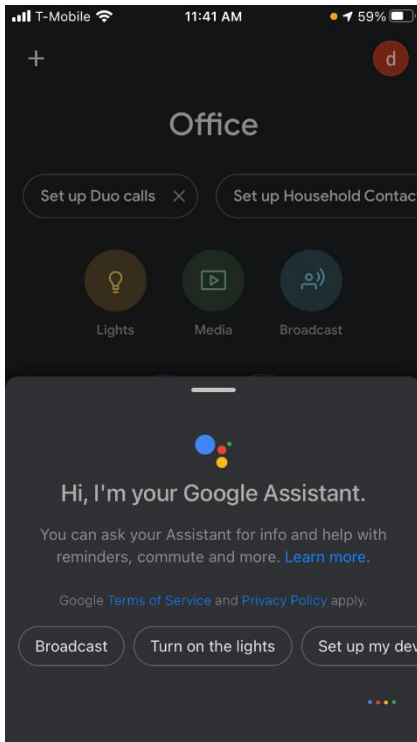 T-Mobile 11:41 AM 59%
+ d
Office
Set up Duo calls × Set up Household Contac
Lights Media Broadcast
Hi, I'm your Google Assistant.
You can ask your Assistant for info and help with
reminders, commute and more. Learn more.
Google Terms of Service and Privacy Policy apply.
Broadcast Turn on the lights Set up my dev